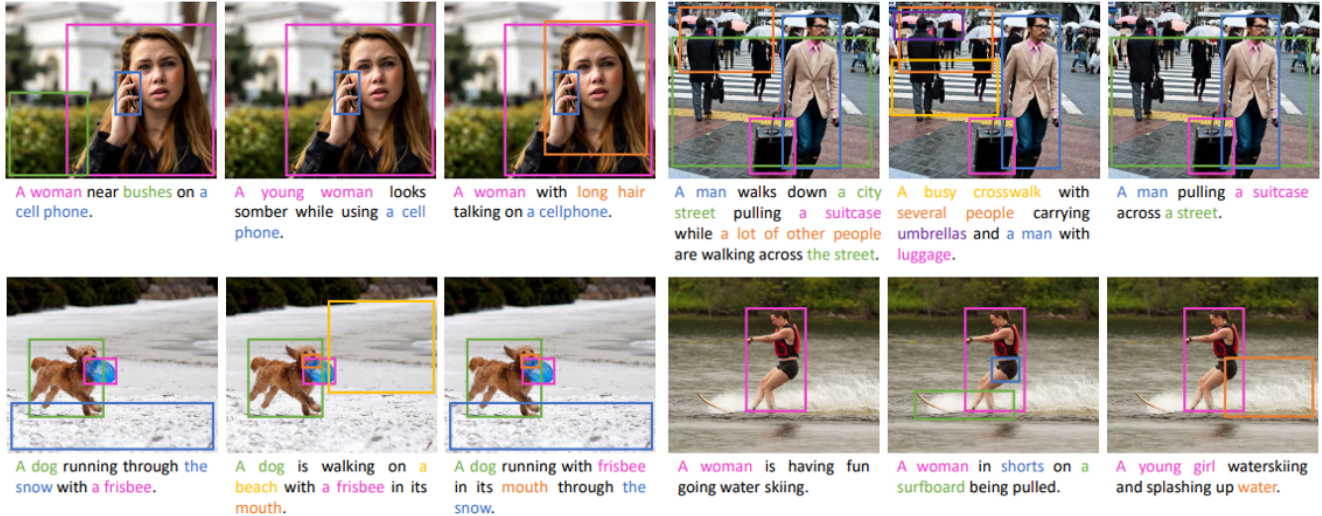 A woman near bushes on a
cell phone.
A young woman looks
somber while using a cell
phone.
A woman with long hair
talking on a cellphone.
A man walks down a city
street pulling a suitcase
while a lot of other people
are walking across the street.
A busy crosswalk with
several people carrying
umbrellas and a man with
luggage.
A man pulling a suitcase
across a street.
A dog running through the
snow with a frisbee.
A dog is walking on a
beach with a frisbee in its
mouth.
A dog running with frisbee
in its mouth through the
snow.
A woman is having fun
going water skiing.
A woman in shorts on a
surfboard being pulled.
A young girl waterskiing
and splashing up water.